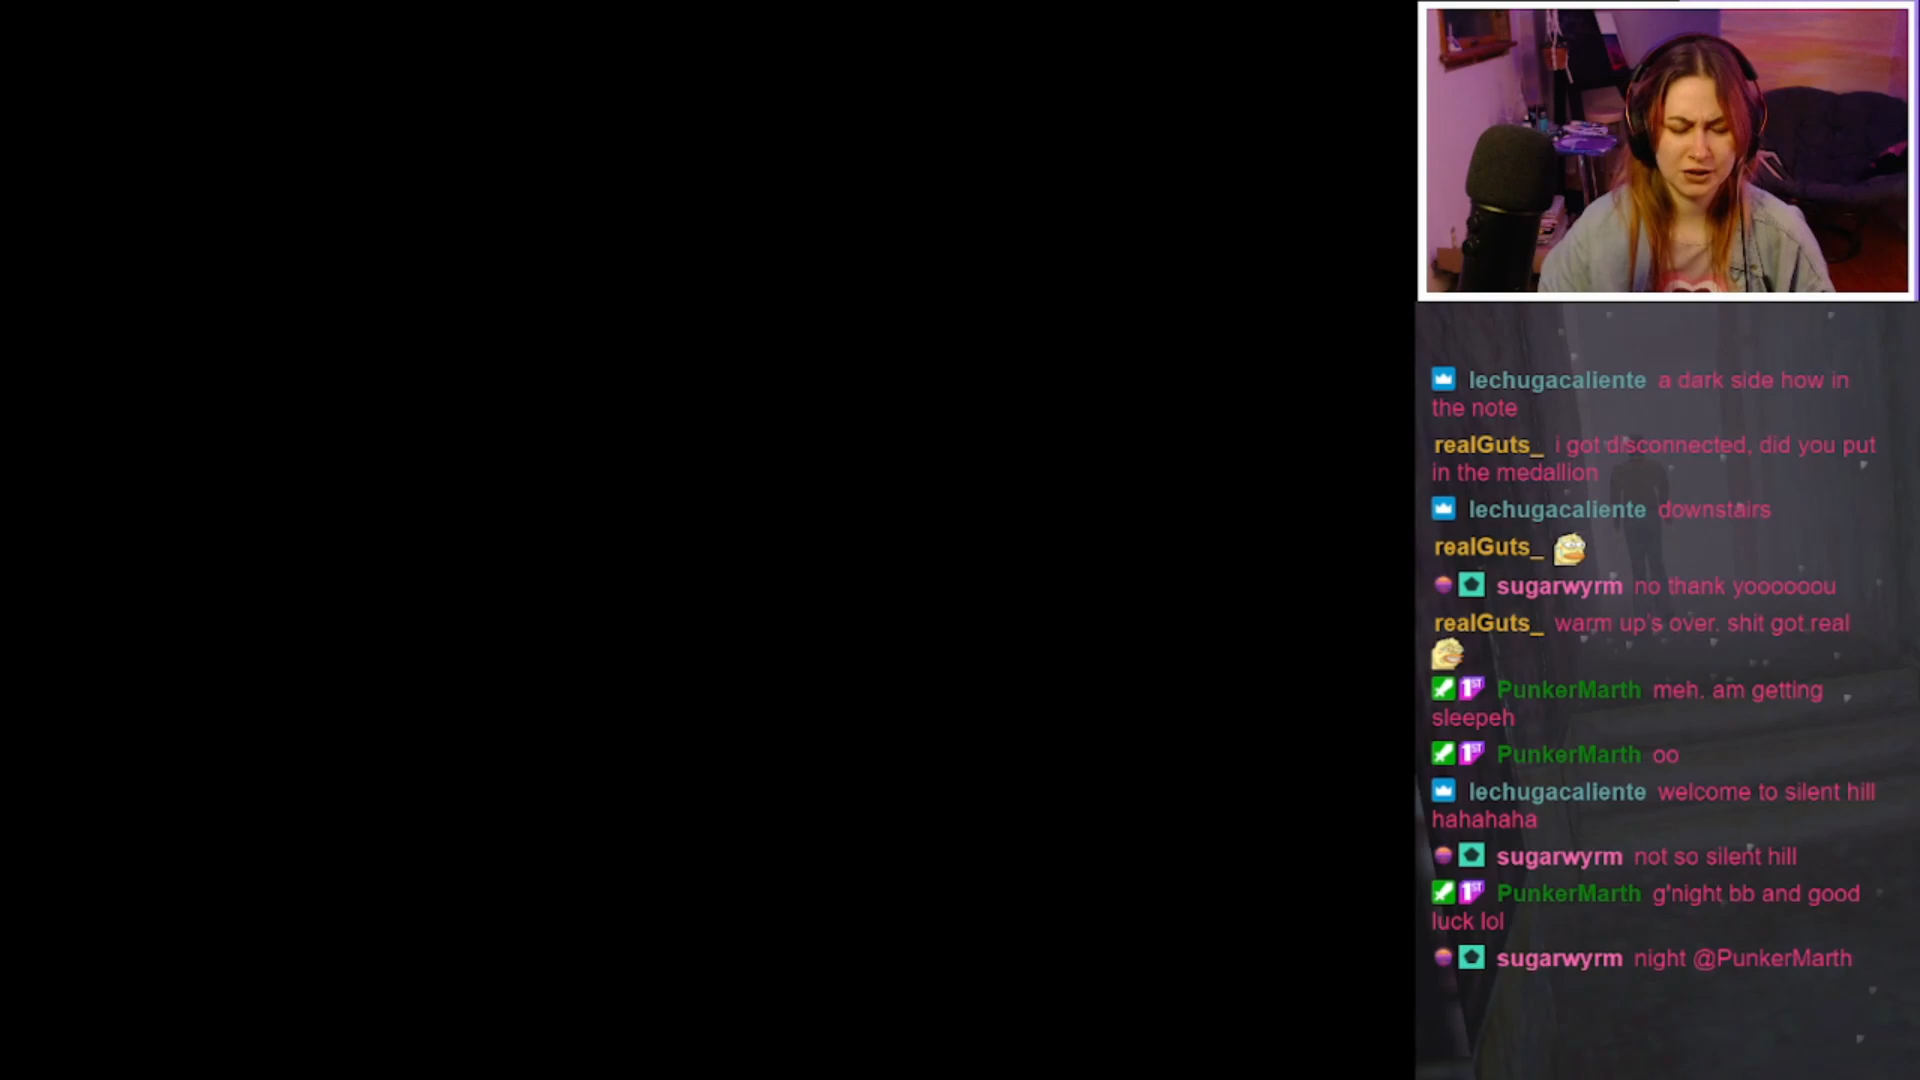 lechugacaliente a dark side how in
the note
realGuts_ i got disconnected, did you put
in the medallion
lechugacaliente downstairs
realGuts_
sugarwyrm no thank yoooooou
realGuts_ warm up's over. shit got real
1ST PunkerMarth meh. am getting
sleepeh
1ST PunkerMarth oo
lechugacaliente welcome to silent hill
hahahaha
sugarwyrm not so silent hill
1ST PunkerMarth g'night bb and good
luck lol
sugarwyrm night @PunkerMarth